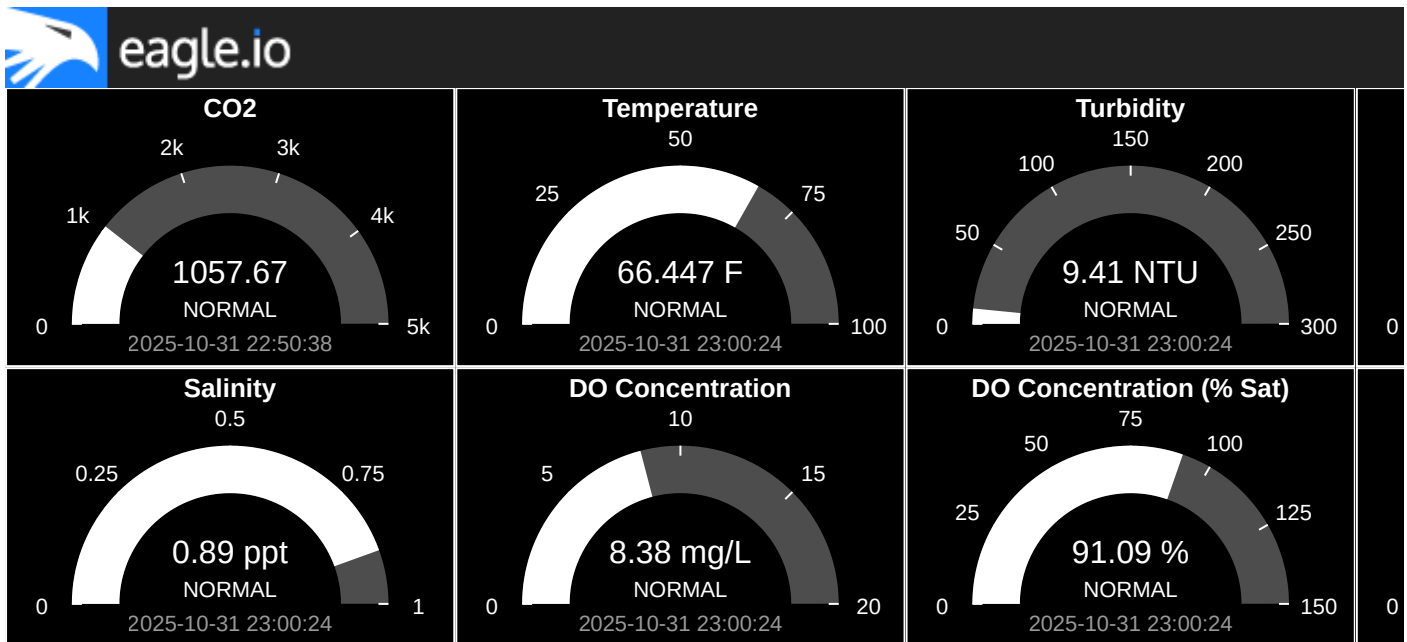 eagle.io
CO2
0
1k
2k
3k
4k
5k
1057.67
NORMAL
2025-10-31 22:50:38
Temperature
0
25
50
75
100
66.447 F
NORMAL
2025-10-31 23:00:24
Turbidity
0
50
100
150
200
250
300
9.41 NTU
NORMAL
2025-10-31 23:00:24
0
Salinity
0
0.25
0.5
0.75
1
0.89 ppt
NORMAL
2025-10-31 23:00:24
DO Concentration
0
5
10
15
20
8.38 mg/L
NORMAL
2025-10-31 23:00:24
DO Concentration (% Sat)
0
25
50
75
100
125
150
91.09 %
NORMAL
2025-10-31 23:00:24
0